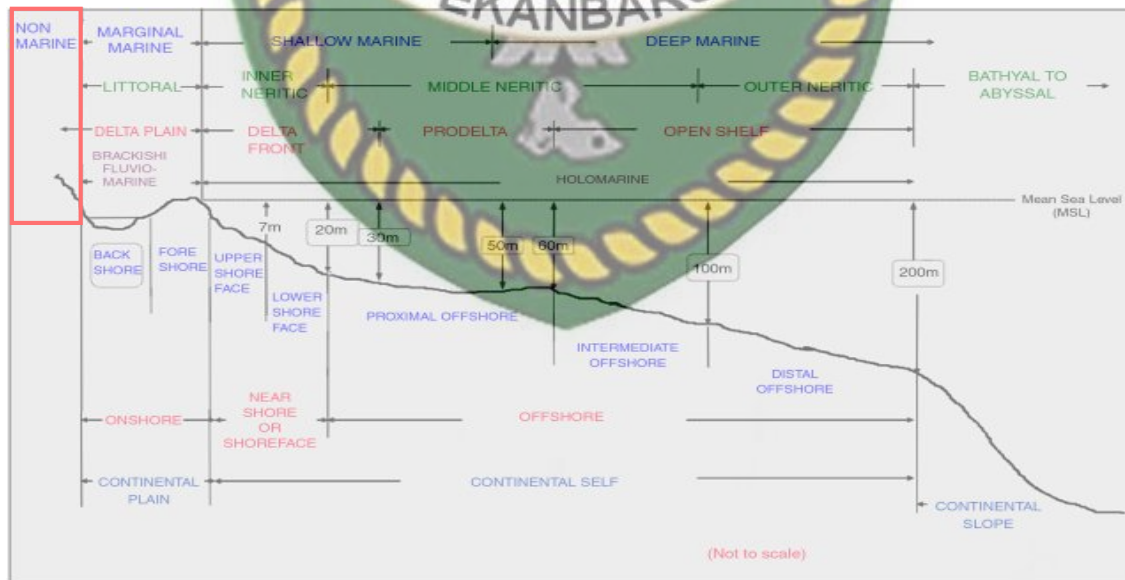 EKANBARU
NON
MARINE
MARGINAL
MARINE
SHALLOW MARINE
DEEP MARINE
LITTORAL
INNER
NERITIC
MIDDLE NERITIC
OUTER NERITIC
BATHYAL TO
ABYSSAL
DELTA PLAIN
DELTA
FRONT
PRODELTA
OPEN SHELF
BRACKISHI
FLUVIO-
MARINE
HOLOMARINE
Mean Sea Level
(MSL)
7m
20m
30m
50m
60m
100m
200m
BACK
SHORE
FORE
SHORE
UPPER
SHORE
FACE
LOWER
SHORE
FACE
PROXIMAL OFFSHORE
INTERMEDIATE
OFFSHORE
DISTAL
OFFSHORE
ONSHORE
NEAR
SHORE
OR
SHOREFACE
OFFSHORE
CONTINENTAL
PLAIN
CONTINENTAL SELF
CONTINENTAL
SLOPE
(Not to scale)